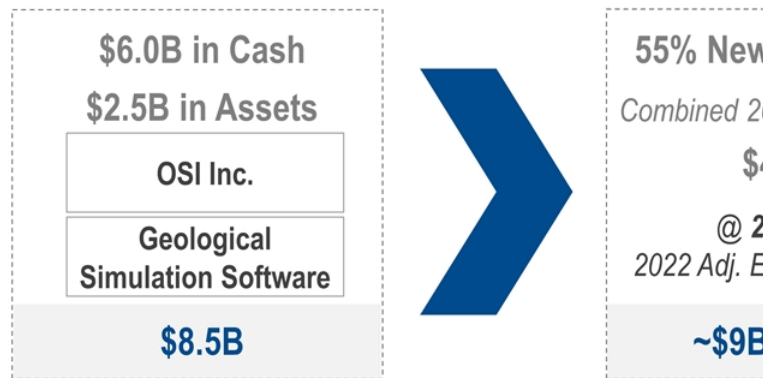 $6.0B in Cash
$2.5B in Assets
OSI Inc.
Geological
Simulation Software
$8.5B
55% New
Combined
2022 Adj.
~$9B